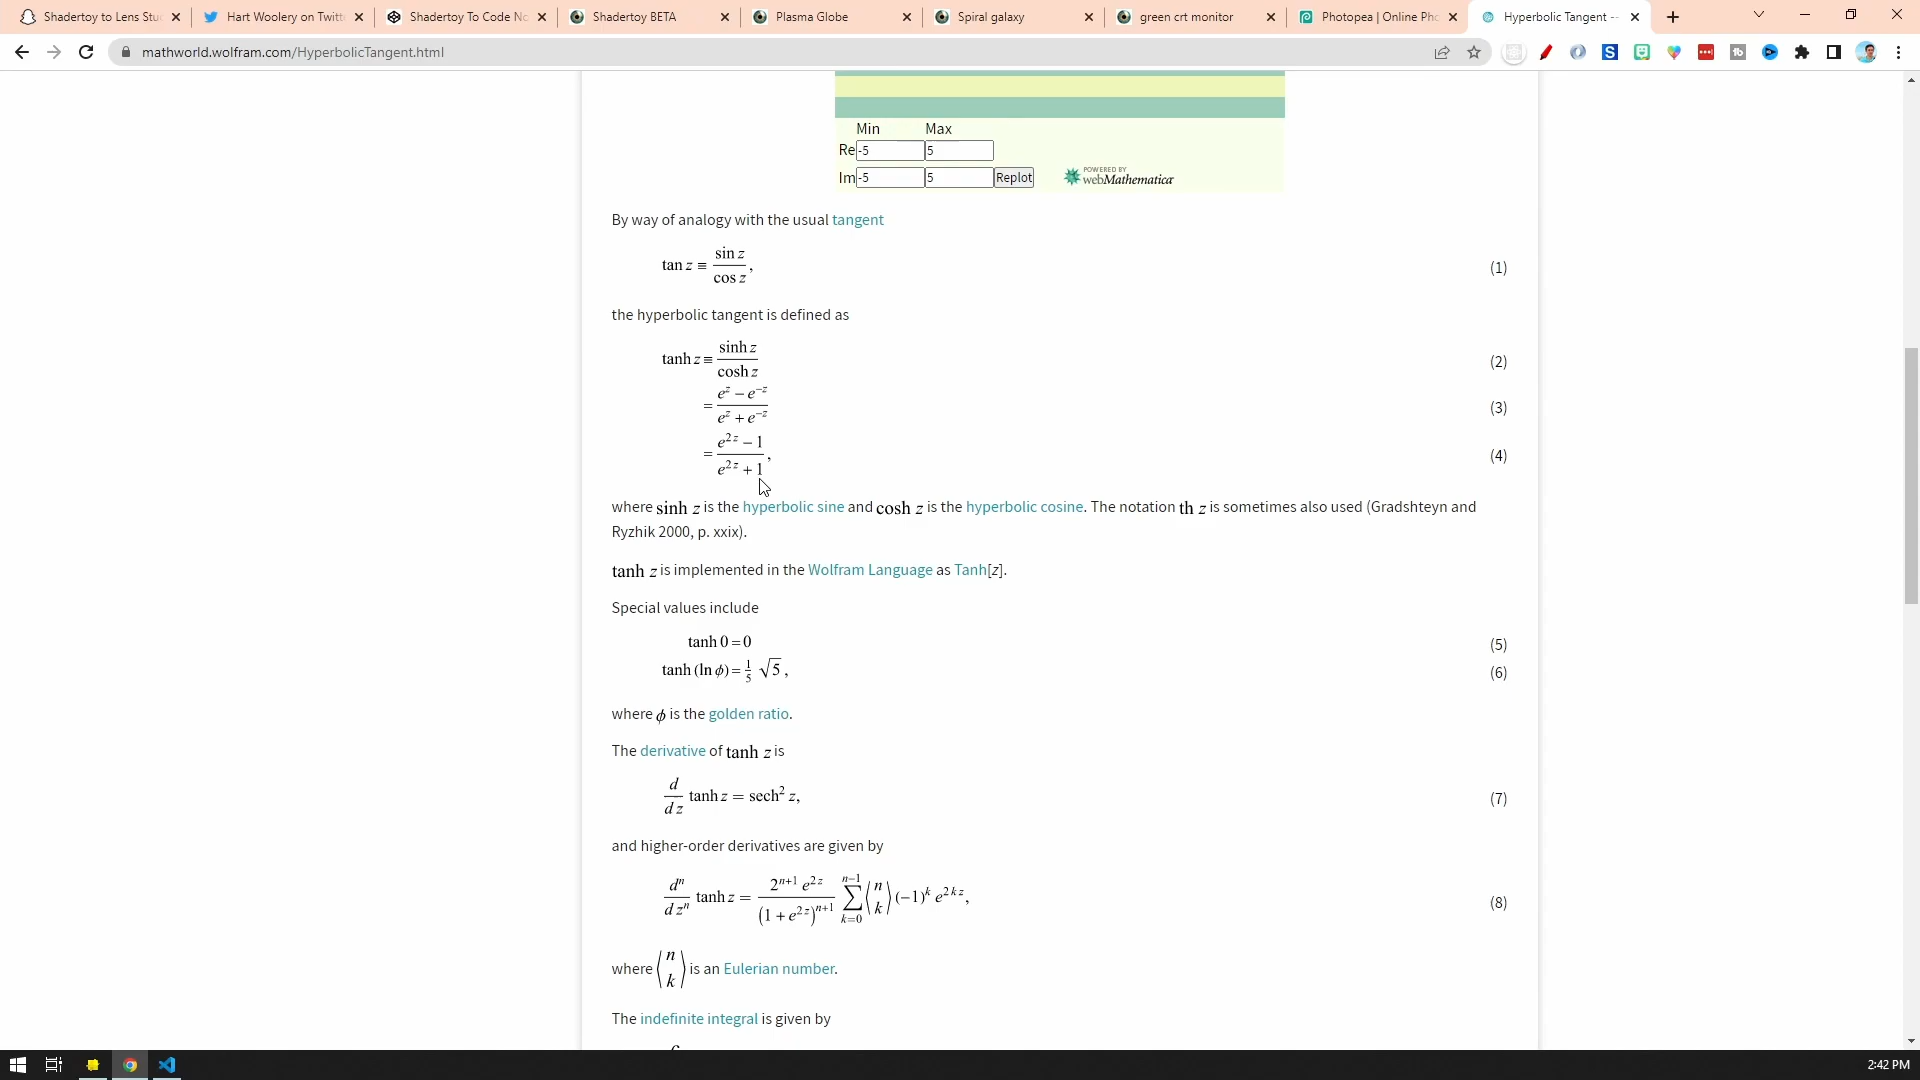 Shadertoy to Lens Stu
Hart Woolery on Twitt
Shadertoy To Code No
Shadertoy BETA
Plasma Globe
Spiral galaxy
green crt monitor
Photopea | Online Pho
Hyperbolic Tangent --
mathworld.wolfram.com/HyperbolicTangent.html
Min Max
Re -5 5
Im -5 5 Replot
POWERED BY
webMathematica
By way of analogy with the usual tangent
tan z ≡ sin z / cos z, (1)
the hyperbolic tangent is defined as
tanh z ≡ sinh z / cosh z (2)
= (e^z − e^−z) / (e^z + e^−z) (3)
= (e^2z − 1) / (e^2z + 1), (4)
where sinh z is the hyperbolic sine and cosh z is the hyperbolic cosine. The notation th z is sometimes also used (Gradshteyn and
Ryzhik 2000, p. xxix).
tanh z is implemented in the Wolfram Language as Tanh[z].
Special values include
tanh 0 = 0 (5)
tanh (ln ϕ) = 1/5 √5, (6)
where ϕ is the golden ratio.
The derivative of tanh z is
d/dz tanh z = sech² z, (7)
and higher-order derivatives are given by
d^n/dz^n tanh z = 2^(n+1) e^(2z) / (1 + e^(2z))^(n+1) ∑_(k=0)^(n−1) ⟨n k⟩ (−1)^k e^(2kz), (8)
where ⟨n k⟩ is an Eulerian number.
The indefinite integral is given by
2:42 PM